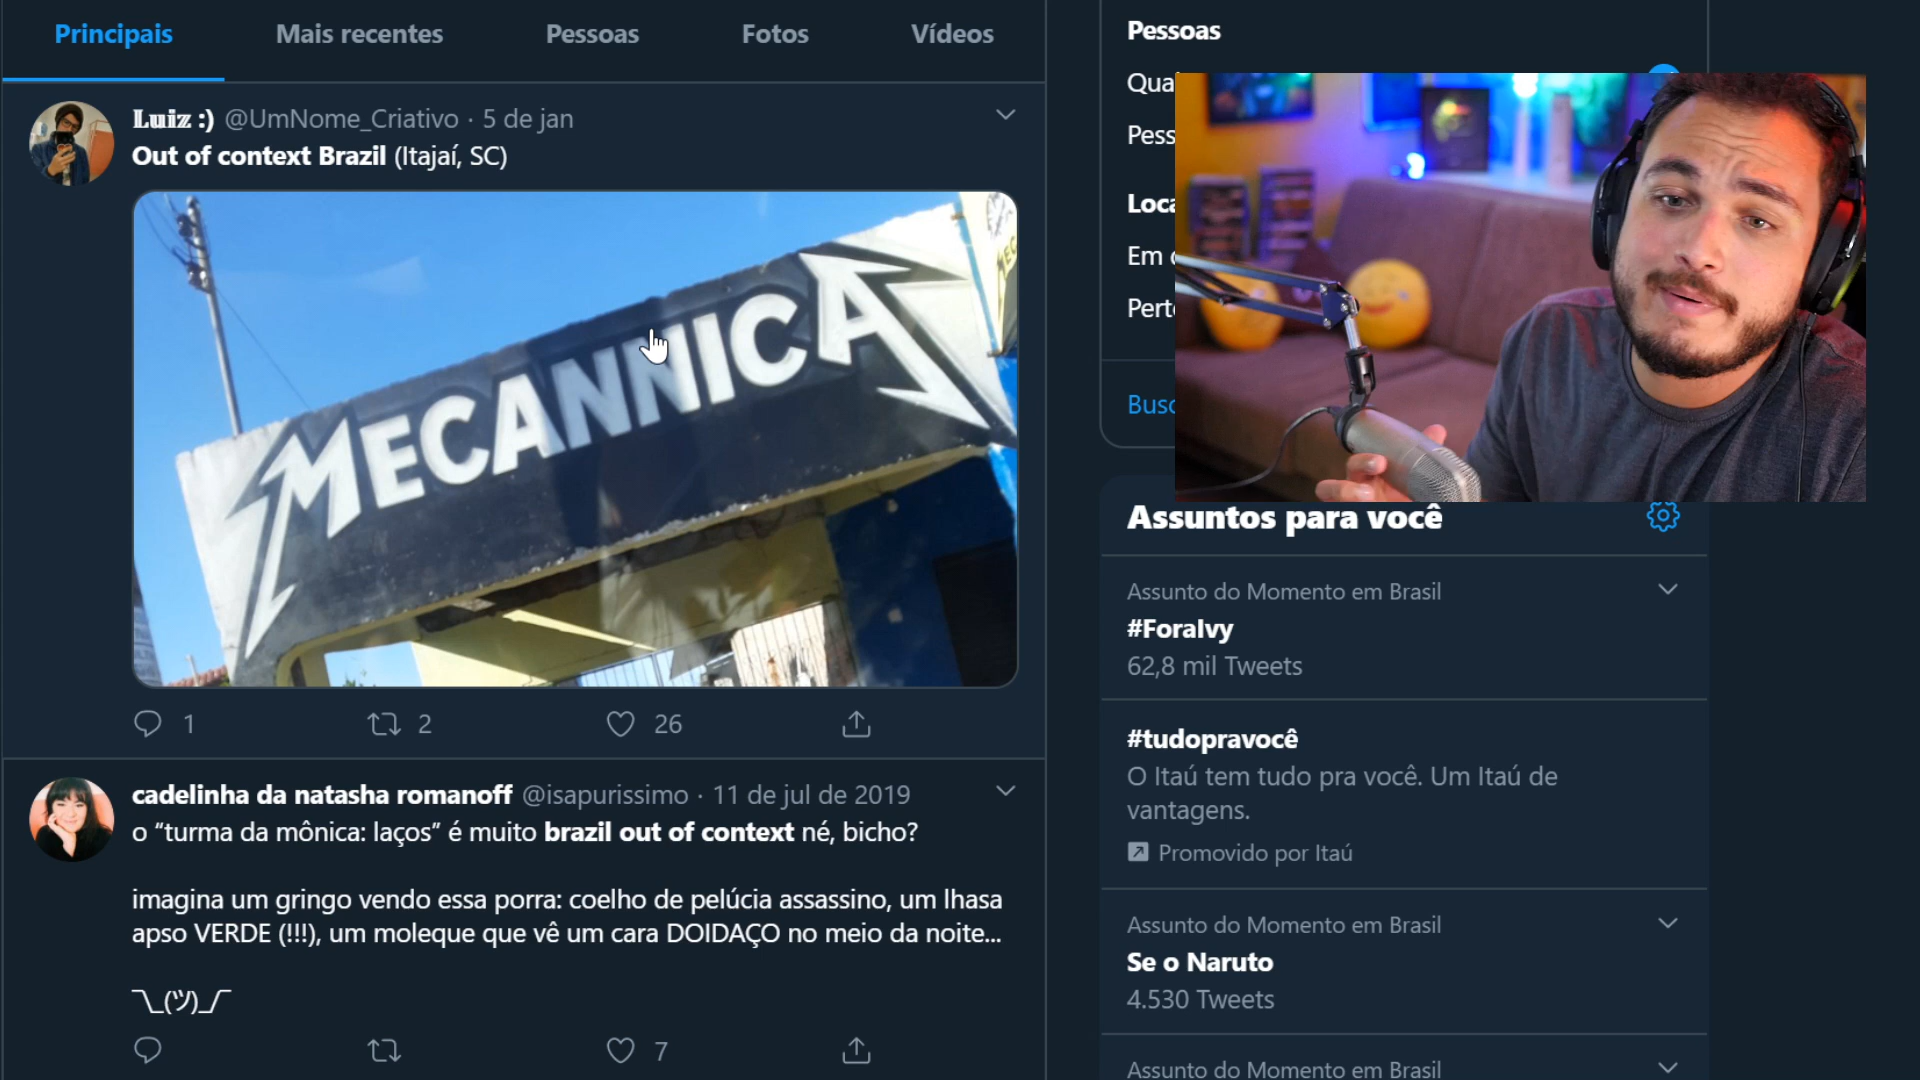 Principais
Mais recentes
Pessoas
Fotos
Vídeos
Luiz :) @UmNome_Criativo · 5 de jan
Out of context Brazil (Itajaí, SC)
MECANNICA
1
2
26
cadelinha da natasha romanoff @isapurissimo · 11 de jul de 2019
o “turma da mônica: laços” é muito brazil out of context né, bicho?
imagina um gringo vendo essa porra: coelho de pelúcia assassino, um lhasa
apso VERDE (!!!), um moleque que vê um cara DOIDAÇO no meio da noite...
¯\_(ツ)_/¯
7
Pessoas
Qua
Pess
Loca
Em
Perto
Busc
Assuntos para você
Assunto do Momento em Brasil
#ForaIvy
62,8 mil Tweets
#tudopravocê
O Itaú tem tudo pra você. Um Itaú de
vantagens.
Promovido por Itaú
Assunto do Momento em Brasil
Se o Naruto
4.530 Tweets
Assunto do Momento em Brasil